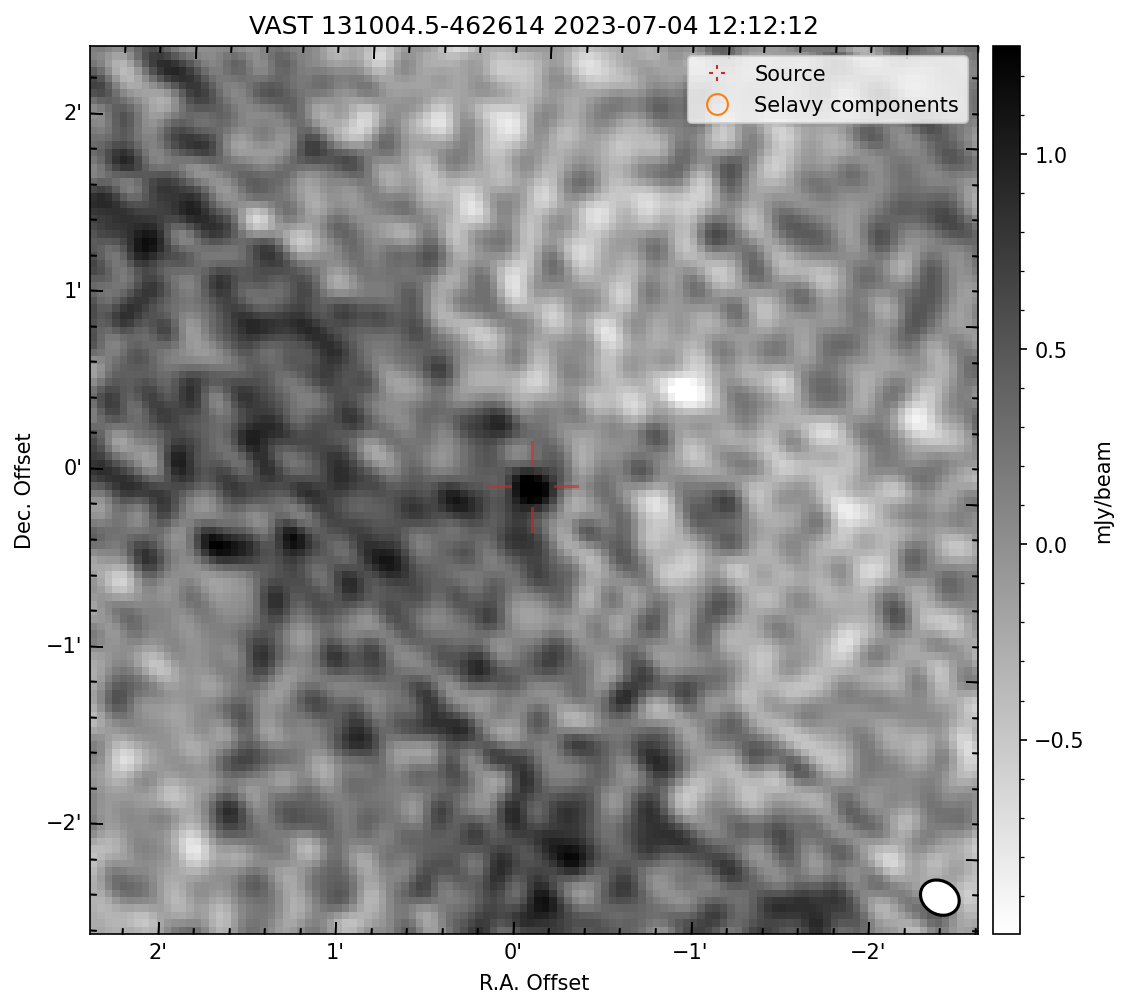 VAST 131004.5-462614 2023-07-04 12:12:12
Source
Selavy components
2'
1'
0'
−1'
−2'
Dec. Offset
2'
1'
0'
−1'
−2'
R.A. Offset
1.0
0.5
0.0
−0.5
mJy/beam